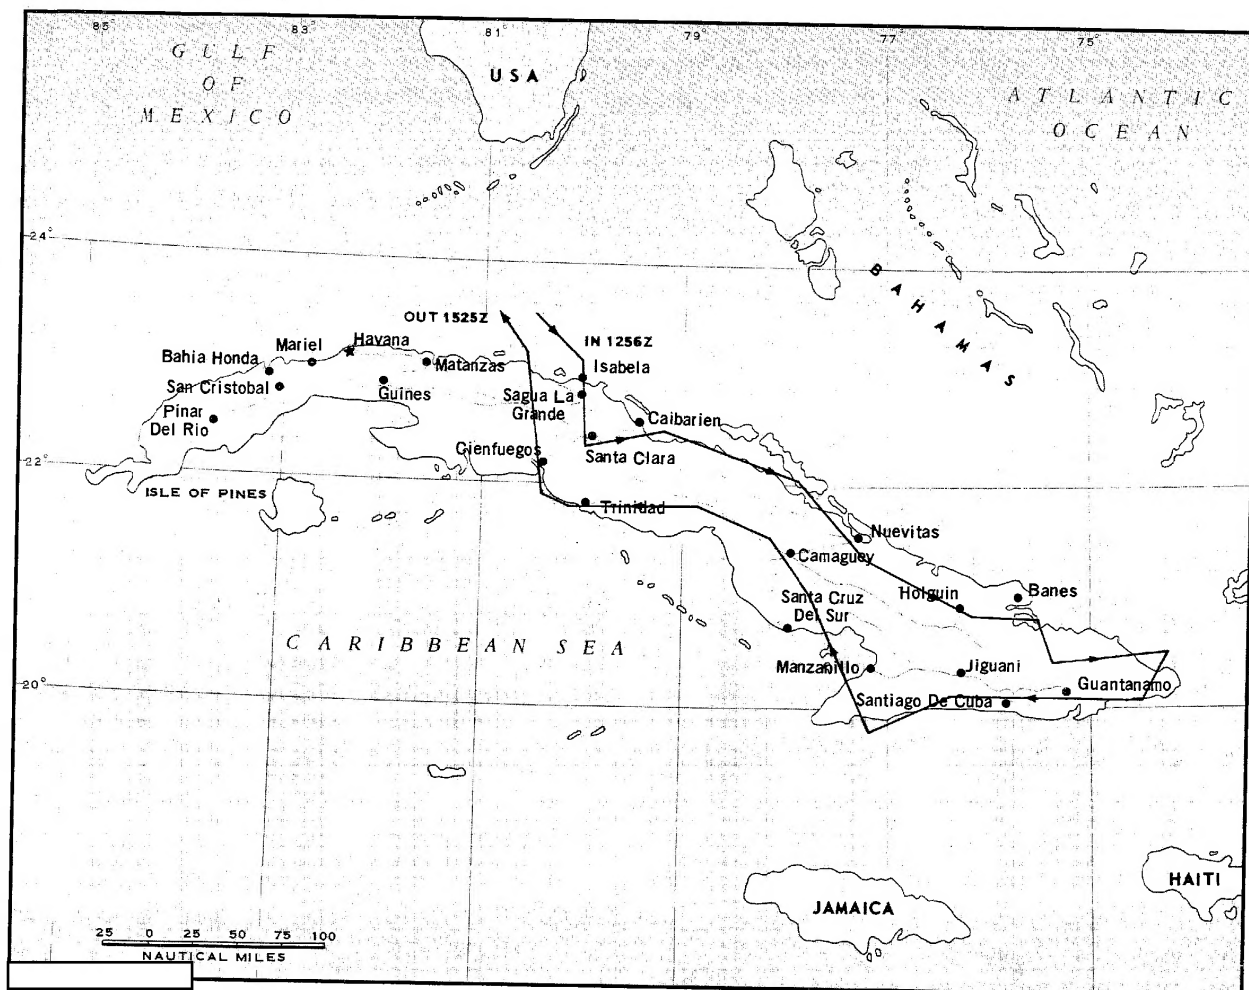 85°
83°
81°
79°
77°
75°
GULF
OF
MEXICO
USA
ATLANTIC
OCEAN
24°
BAHAMAS
OUT 1525Z
IN 1256Z
Mariel
Havana
Bahia Honda
Matanzas
Isabela
San Cristobal
Guines
Sagua La
Grande
Pinar
Del Rio
Caibarien
Cienfuegos
Santa Clara
22°
ISLE OF PINES
Trinidad
Nuevitas
Camaguey
Holguin
Banes
Santa Cruz
Del Sur
CARIBBEAN SEA
Manzanillo
Jiguani
20°
Guantanamo
Santiago De Cuba
HAITI
JAMAICA
25 0 25 50 75 100
NAUTICAL MILES